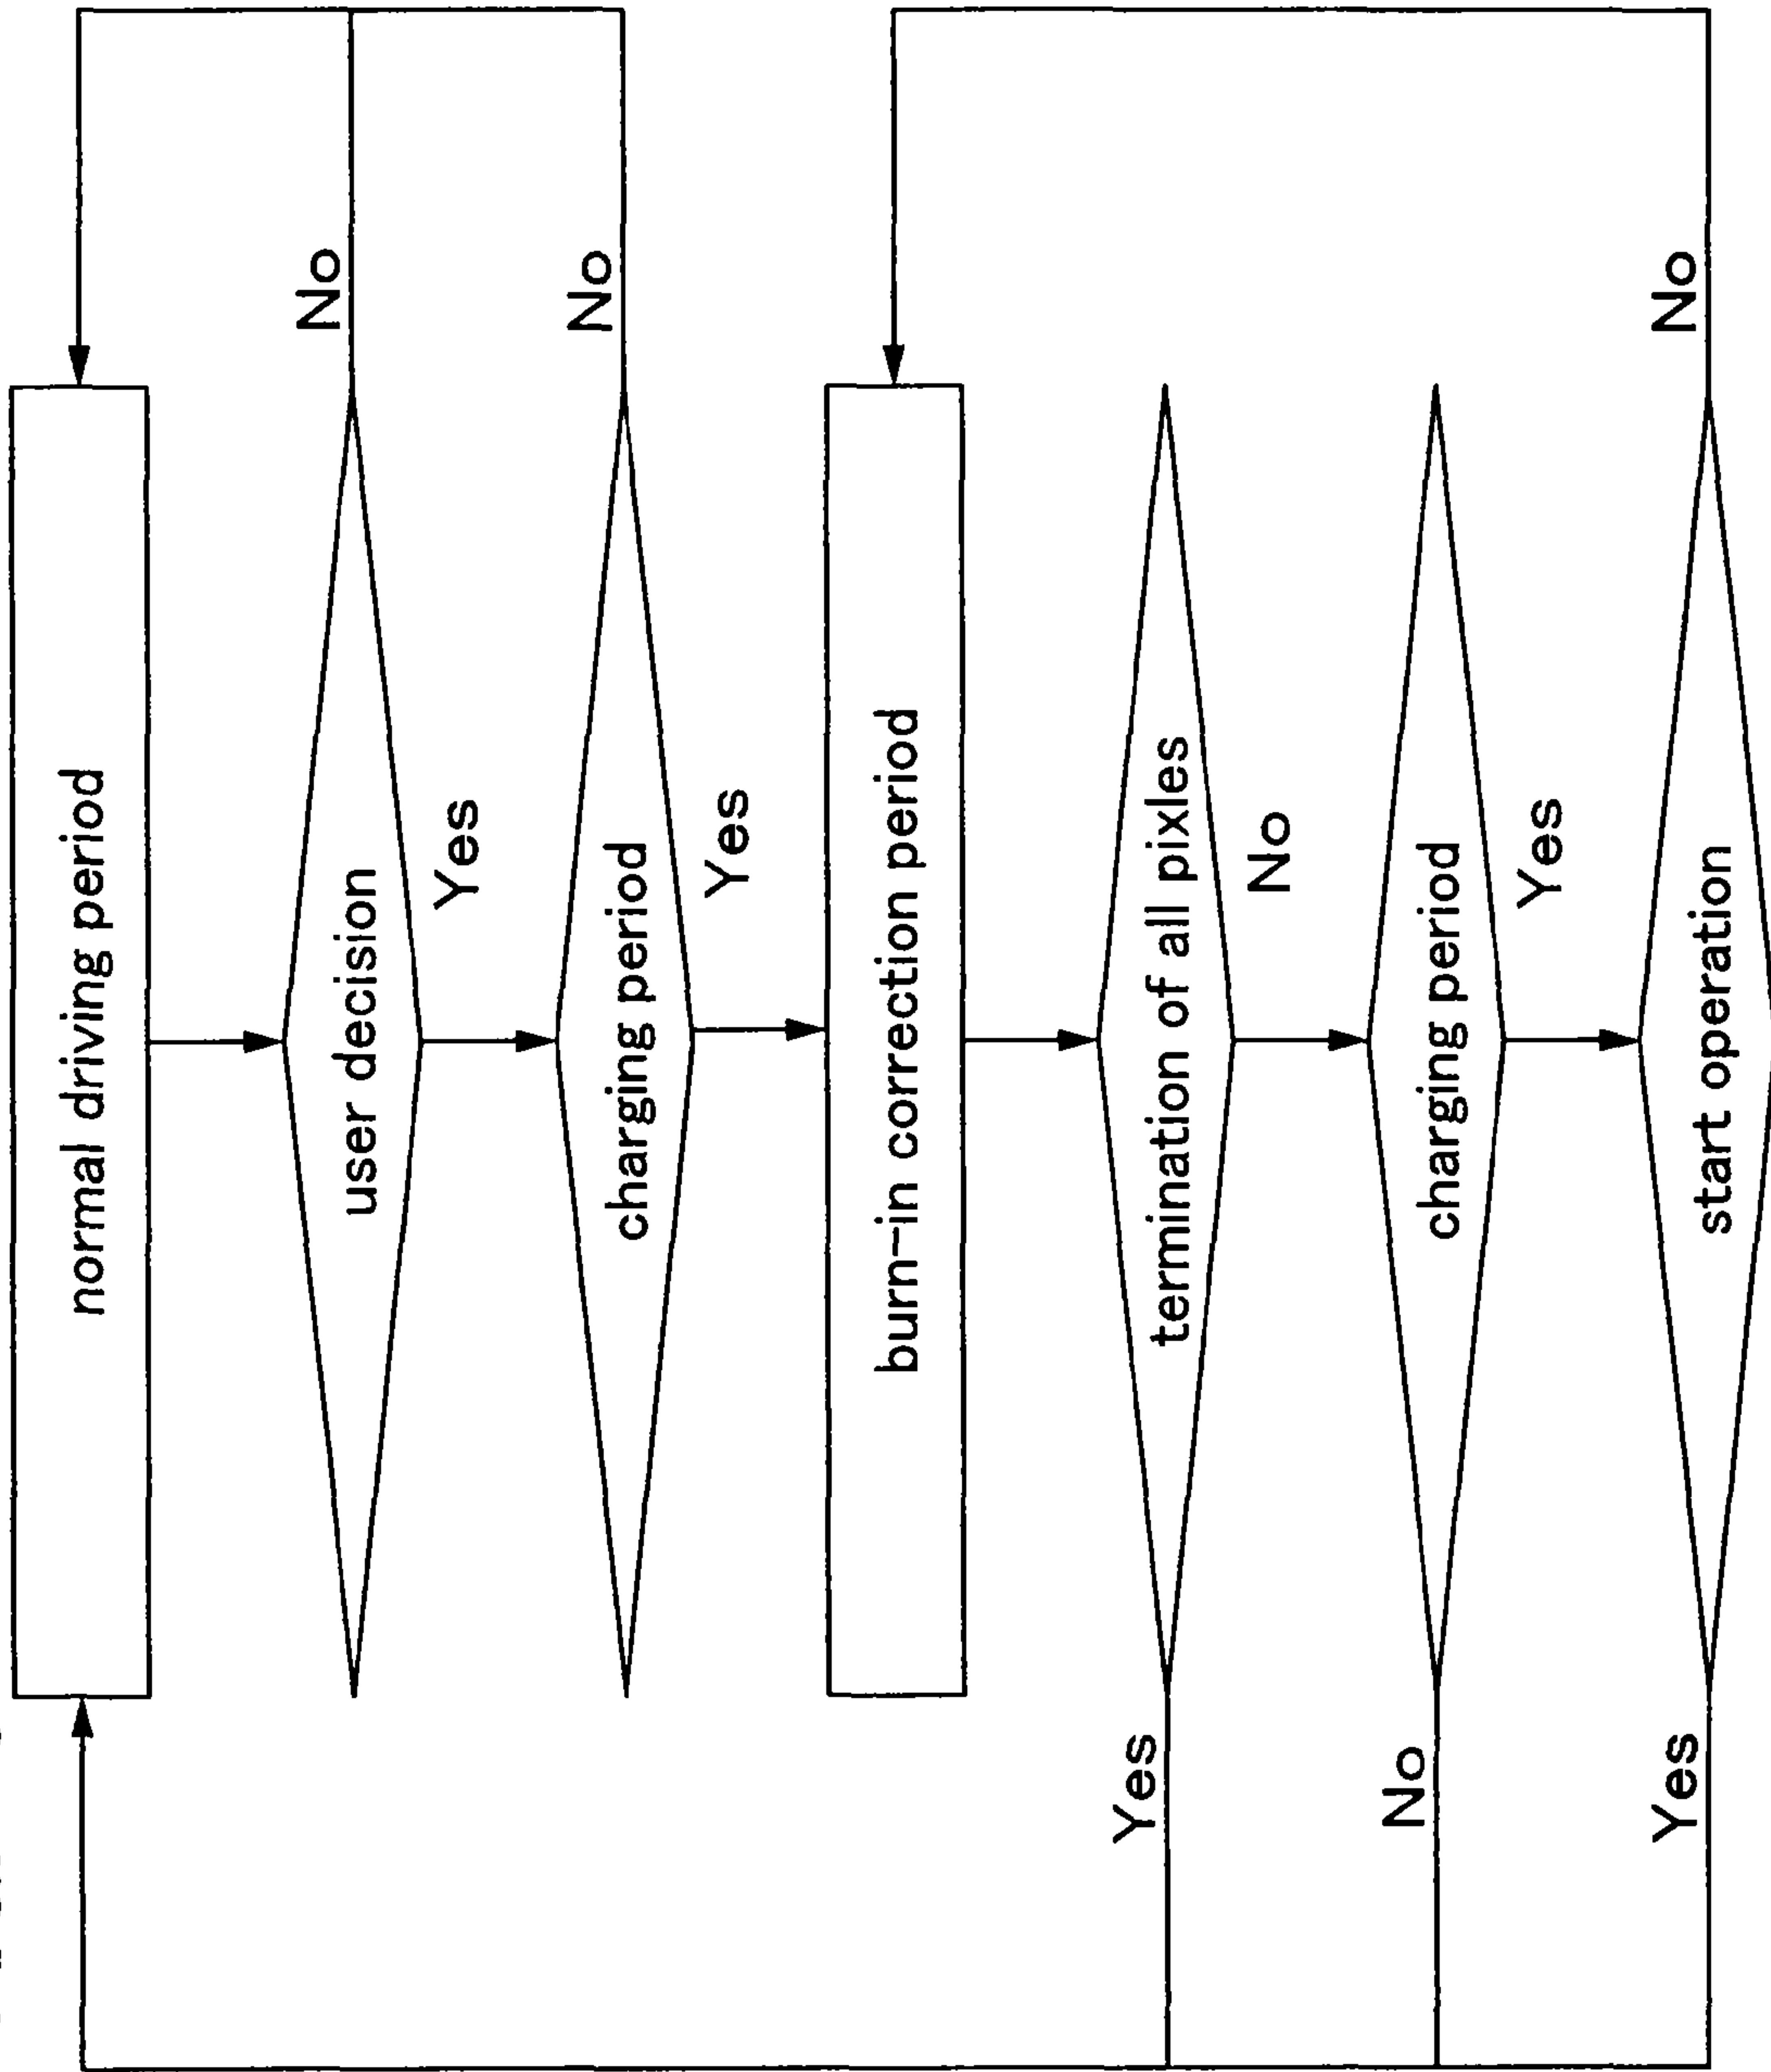 normal driving period
user decision
No
Yes
charging period
No
Yes
burn-in correction period
termination of all pixles
Yes
No
charging period
No
Yes
start operation
Yes
No